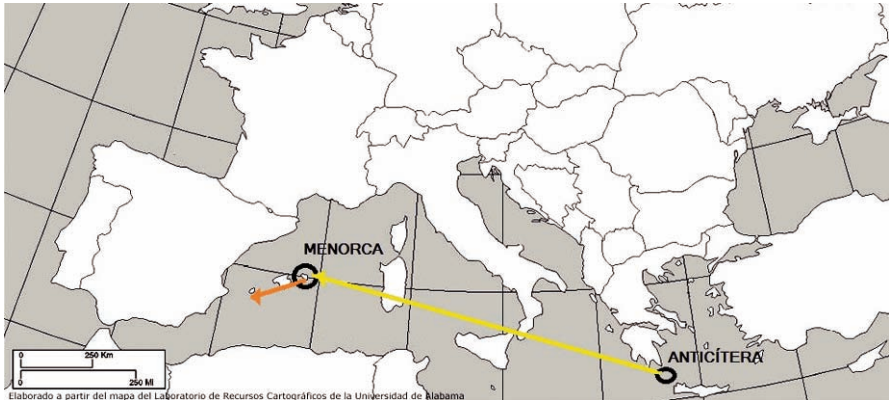 MENORCA
ANTICÍTERA
0 250 Km
0 250 Mi
Elaborado a partir del mapa del Laboratorio de Recursos Cartográficos de la Universidad de Alabama